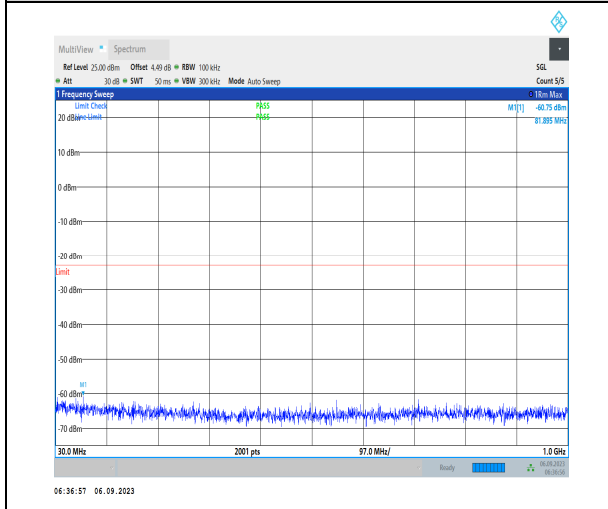 MultiView Spectrum
Ref Level 25.00 dBm Offset 4.49 dB RBW 100 kHz SGL
Att 30 dB SWT 50 ms VBW 300 kHz Mode Auto Sweep Count 5/5
1 Frequency Sweep 1Rm Max
Limit Check PASS M1[1] -60.75 dBm
20 dBm Line Limit PASS 81.895 MHz
10 dBm
0 dBm
-10 dBm
-20 dBm
Limit
-30 dBm
-40 dBm
-50 dBm
M1
-60 dBm
-70 dBm
30.0 MHz 2001 pts 97.0 MHz/ 1.0 GHz
Ready 06.09.2023
06:36:56
06:36:57 06.09.2023